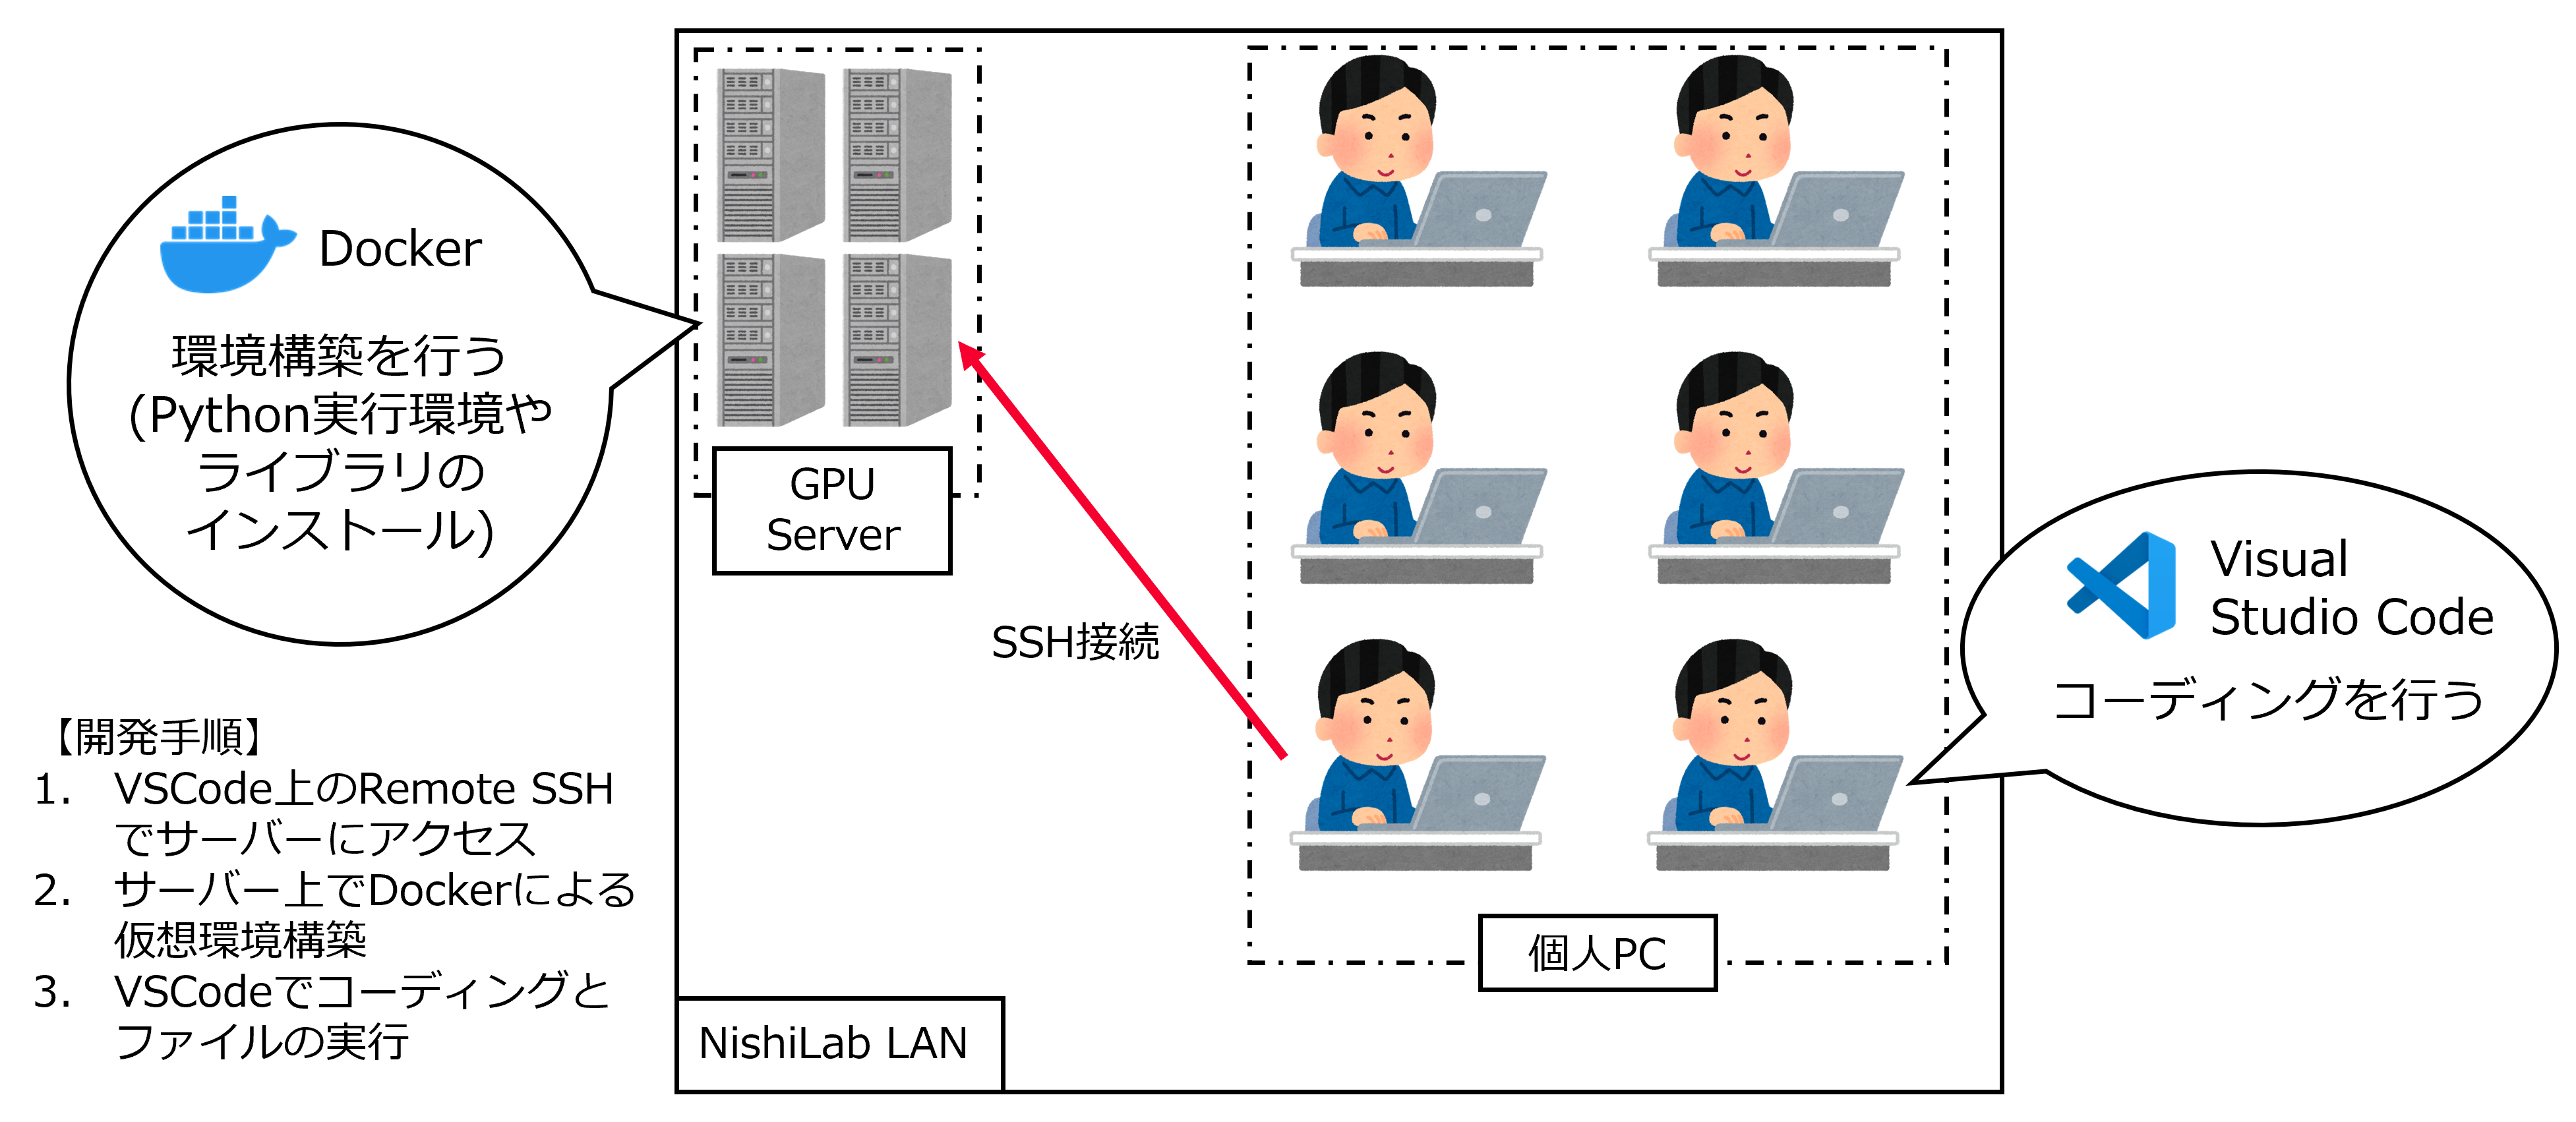 Docker
環境構築を行う
(Python実行環境や
ライブラリの
インストール)
GPU
Server
SSH接続
Visual
Studio Code
コーディングを行う
【開発手順】
1. VSCode上のRemote SSH
でサーバーにアクセス
2. サーバー上でDockerによる
仮想環境構築
3. VSCodeでコーディングと
ファイルの実行
個人PC
NishiLab LAN